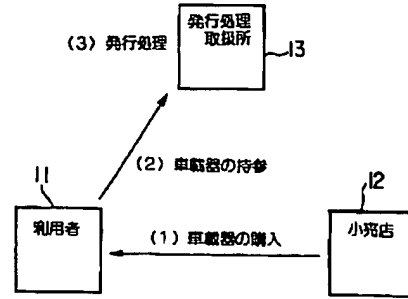 発行処理
取扱所
(3) 発行処理
13
(2) 車載器の持参
11
利用者
12
小売店
(1) 車載器の購入